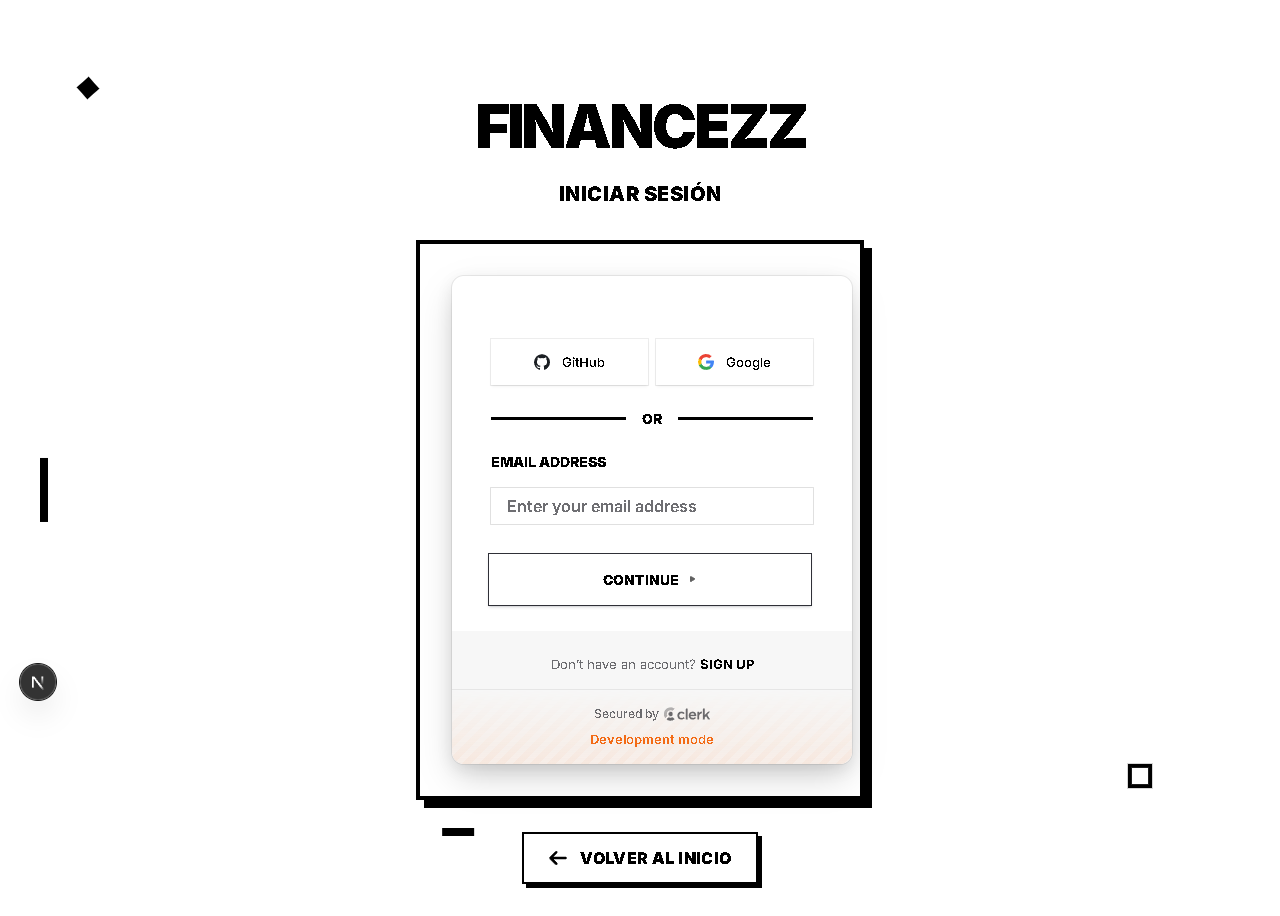 FINANCEZZ
INICIAR SESIÓN
GitHub
Google
OR
EMAIL ADDRESS
Enter your email address
CONTINUE
Don't have an account? SIGN UP
Secured by clerk
Development mode
N
VOLVER AL INICIO